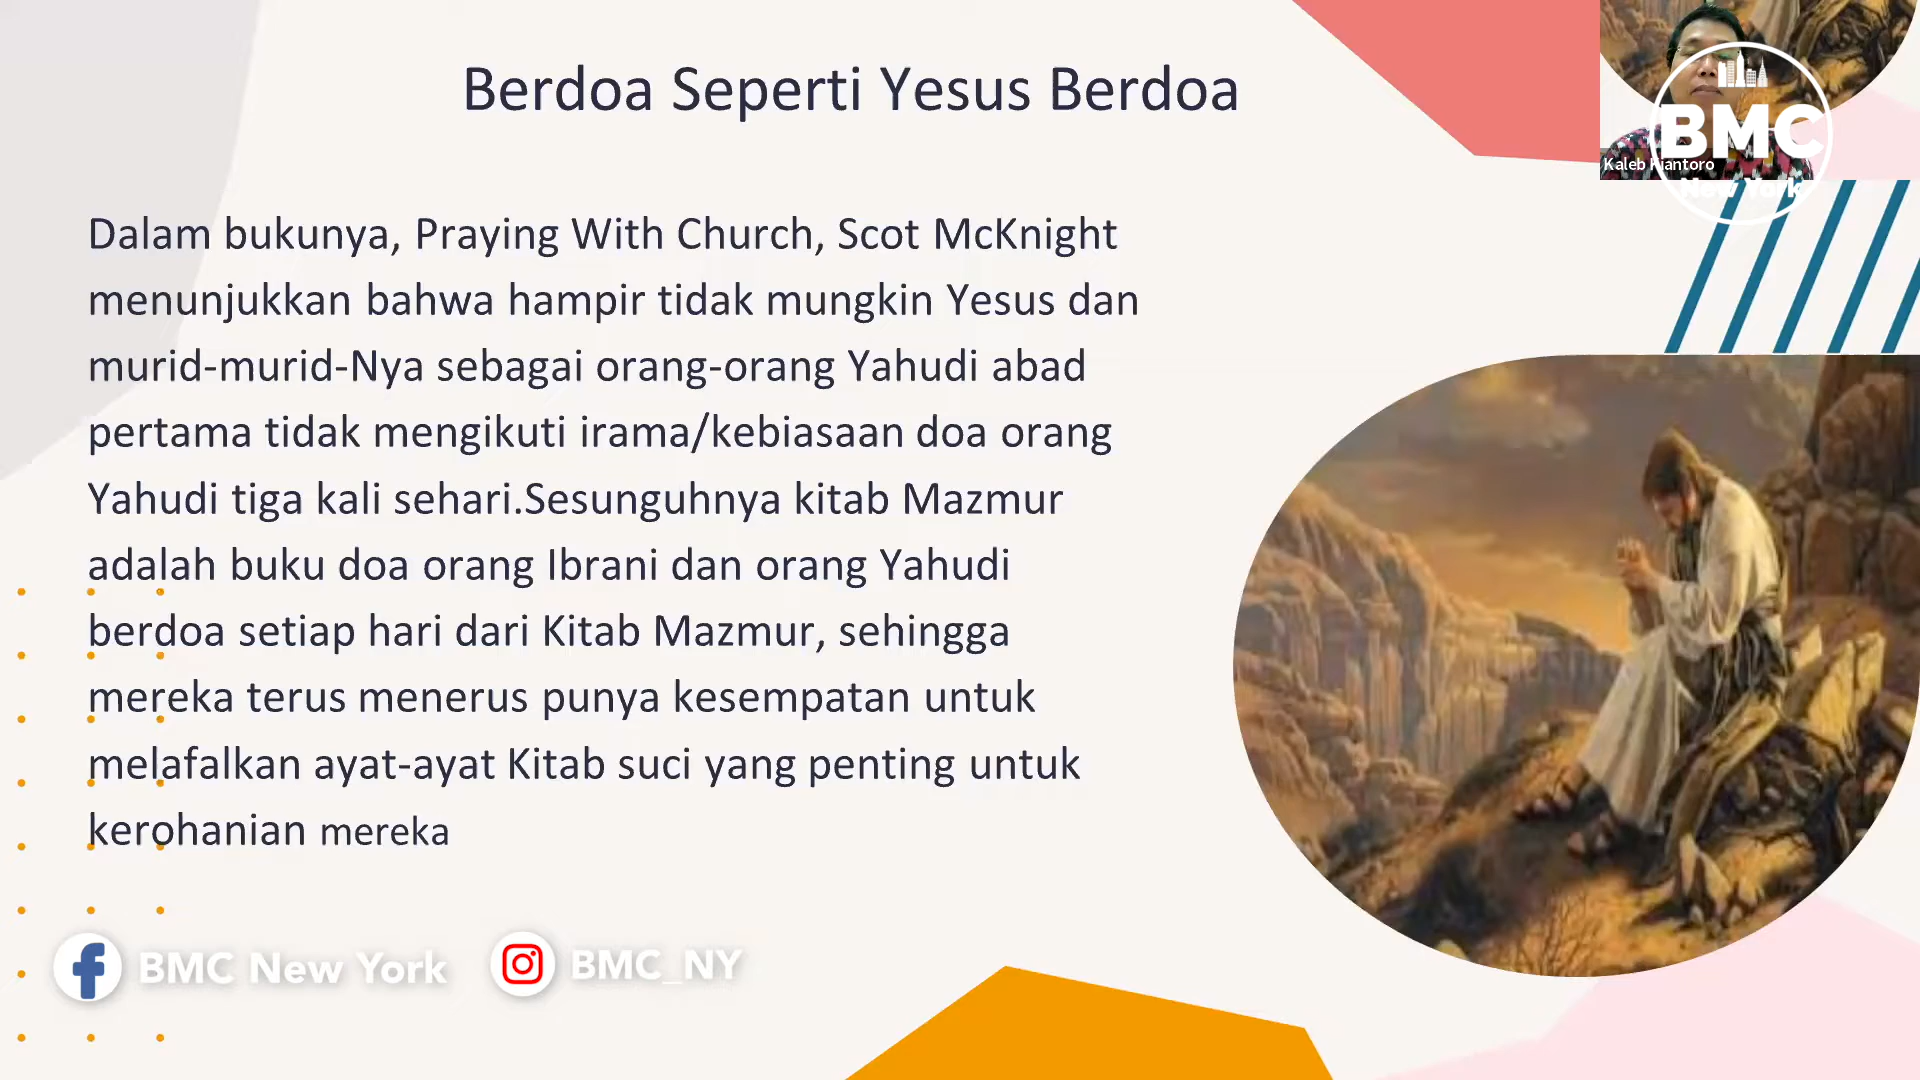 Berdoa Seperti Yesus Berdoa
BMC
New York
Kaleb Kiantoro
Dalam bukunya, Praying With Church, Scot McKnight
menunjukkan bahwa hampir tidak mungkin Yesus dan
murid-murid-Nya sebagai orang-orang Yahudi abad
pertama tidak mengikuti irama/kebiasaan doa orang
Yahudi tiga kali sehari.Sesunguhnya kitab Mazmur
adalah buku doa orang Ibrani dan orang Yahudi
berdoa setiap hari dari Kitab Mazmur, sehingga
mereka terus menerus punya kesempatan untuk
melafalkan ayat-ayat Kitab suci yang penting untuk
kerohanian mereka
BMC New York
BMC_NY